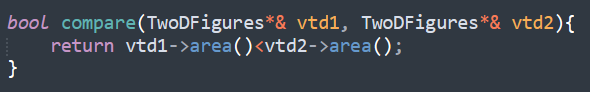 bool compare(TwoDFigures*& vtd1, TwoDFigures*& vtd2){
    return vtd1->area()<vtd2->area();
}